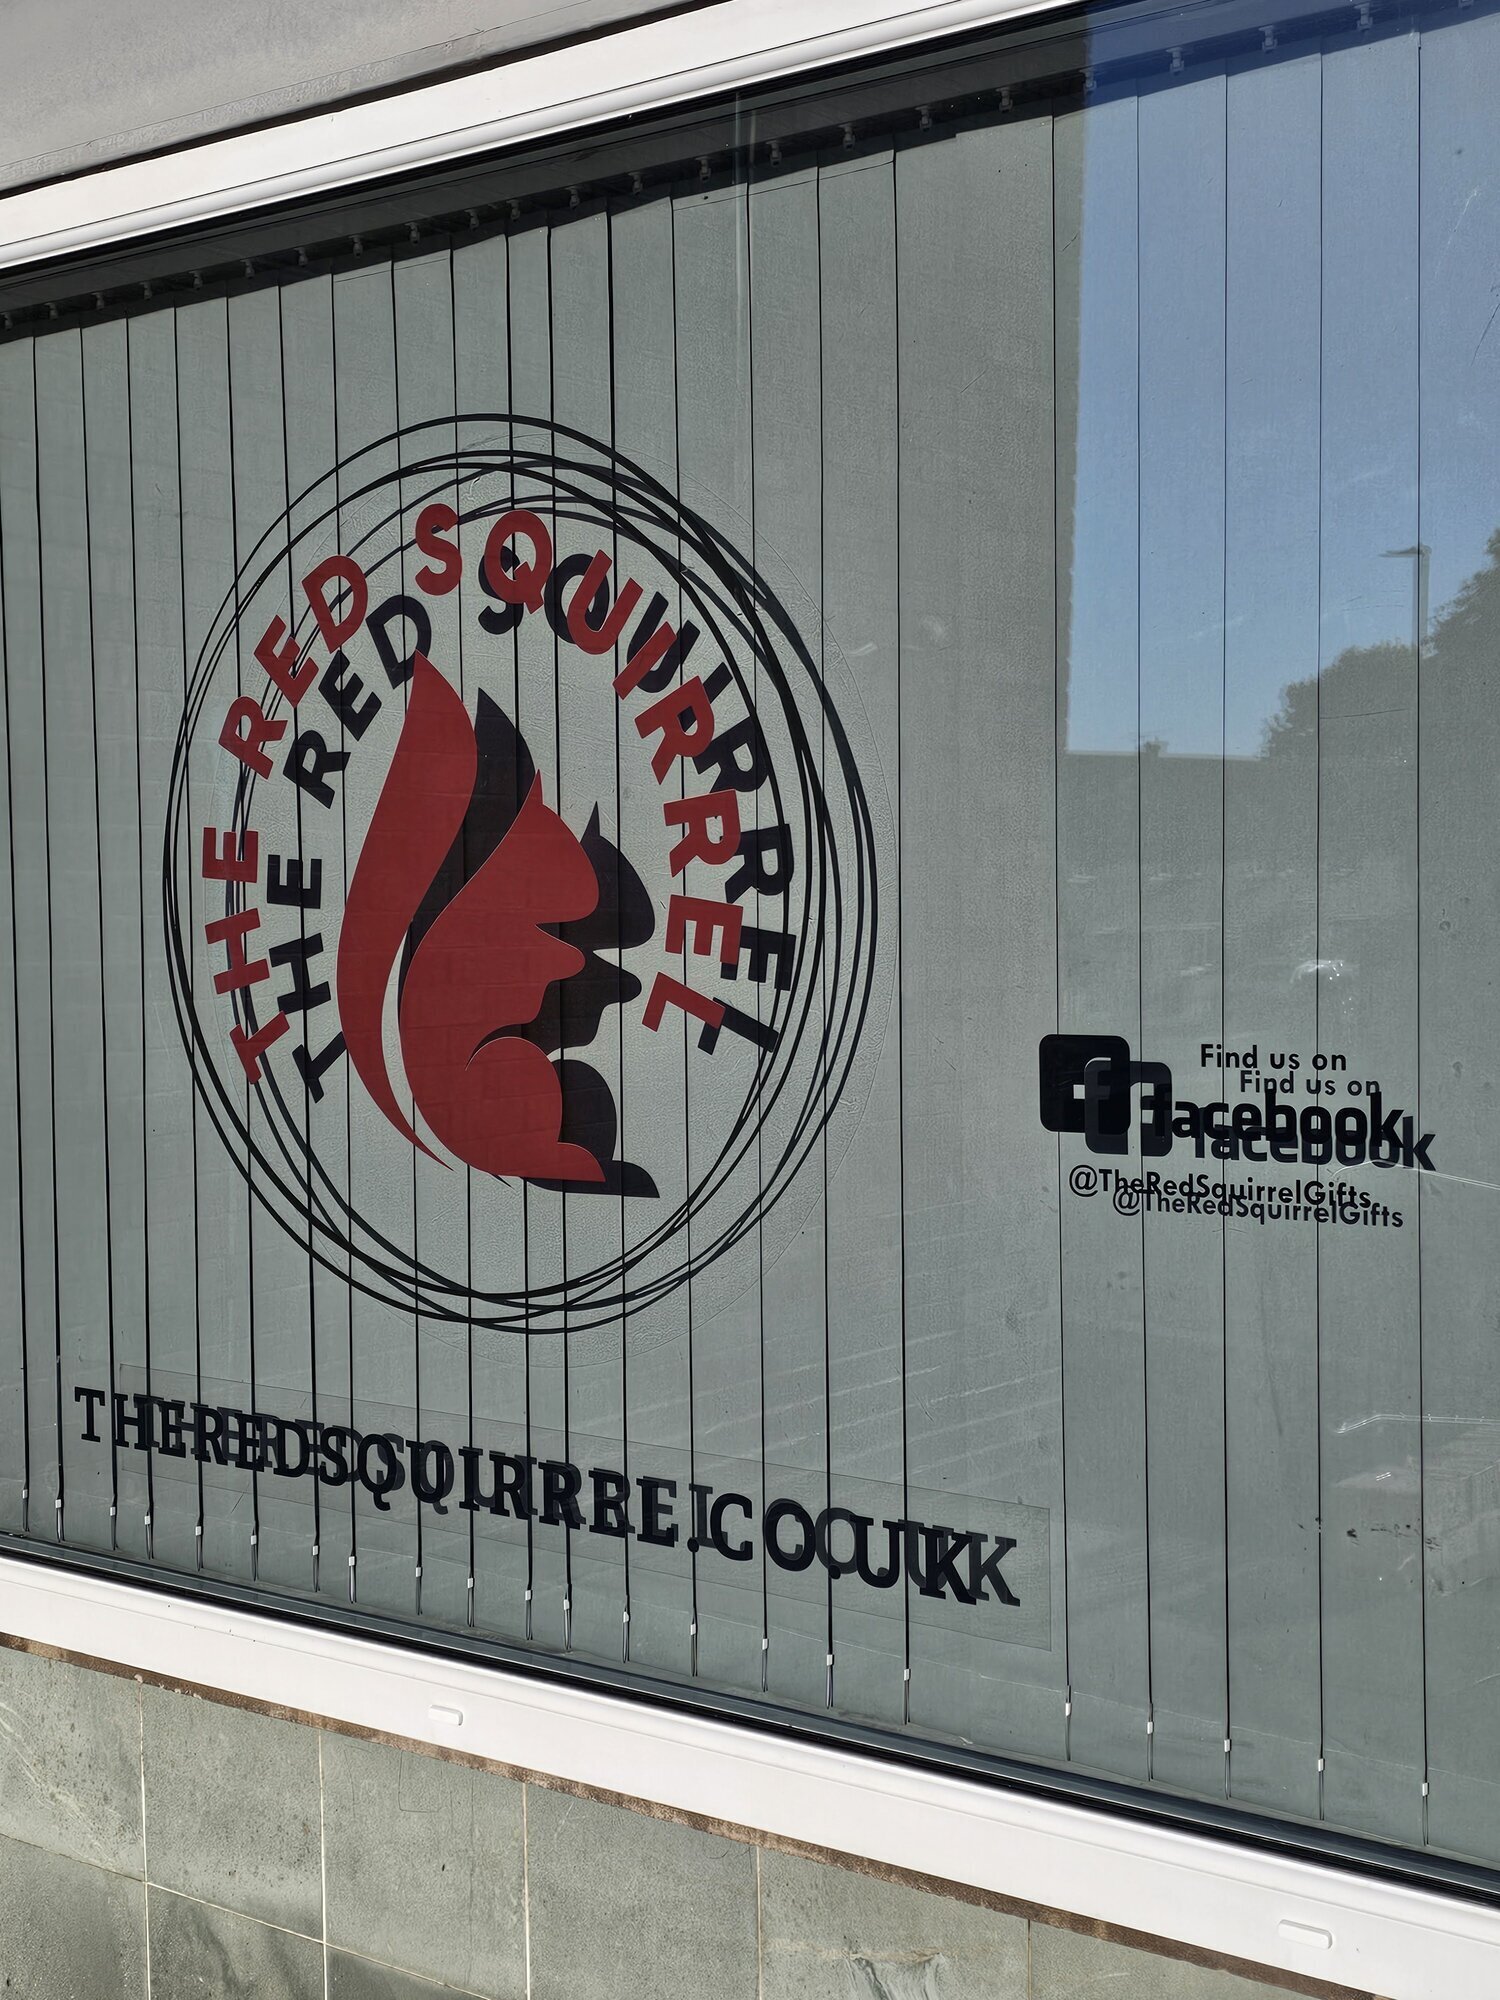 THE RED SQUIRREL
Find us on
facebook
@TheRedSquirrelGifts
THEREDSQUIRREL.CO.UK